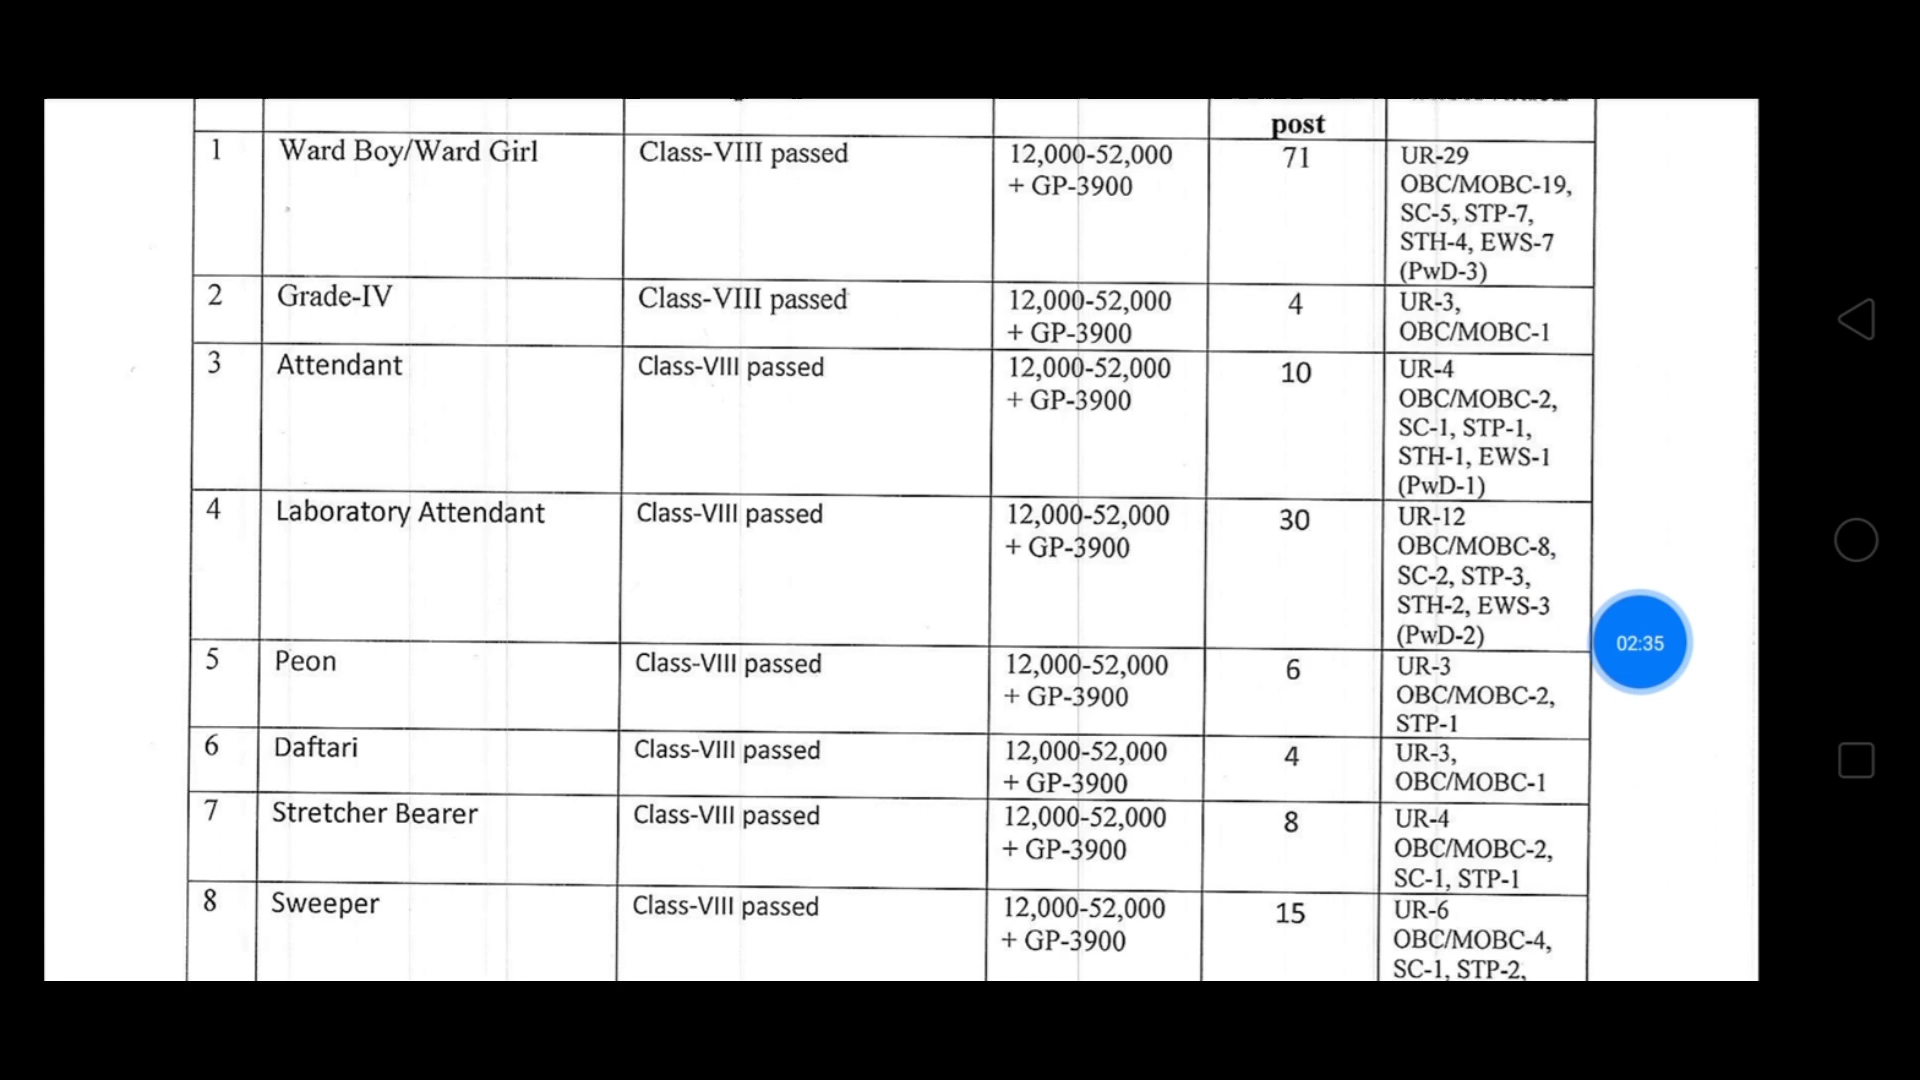 post
1 Ward Boy/Ward Girl Class-VIII passed 12,000-52,000 71 UR-29
+ GP-3900 OBC/MOBC-19,
SC-5, STP-7,
STH-4, EWS-7
(PwD-3)
2 Grade-IV Class-VIII passed 12,000-52,000 4 UR-3,
+ GP-3900 OBC/MOBC-1
3 Attendant Class-VIII passed 12,000-52,000 10 UR-4
+ GP-3900 OBC/MOBC-2,
SC-1, STP-1,
STH-1, EWS-1
(PwD-1)
4 Laboratory Attendant Class-VIII passed 12,000-52,000 30 UR-12
+ GP-3900 OBC/MOBC-8,
SC-2, STP-3,
STH-2, EWS-3
(PwD-2)
5 Peon Class-VIII passed 12,000-52,000 6 UR-3
+ GP-3900 OBC/MOBC-2,
STP-1
6 Daftari Class-VIII passed 12,000-52,000 4 UR-3,
+ GP-3900 OBC/MOBC-1
7 Stretcher Bearer Class-VIII passed 12,000-52,000 8 UR-4
+ GP-3900 OBC/MOBC-2,
SC-1, STP-1
8 Sweeper Class-VIII passed 12,000-52,000 15 UR-6
+ GP-3900 OBC/MOBC-4,
SC-1, STP-2,
02:35